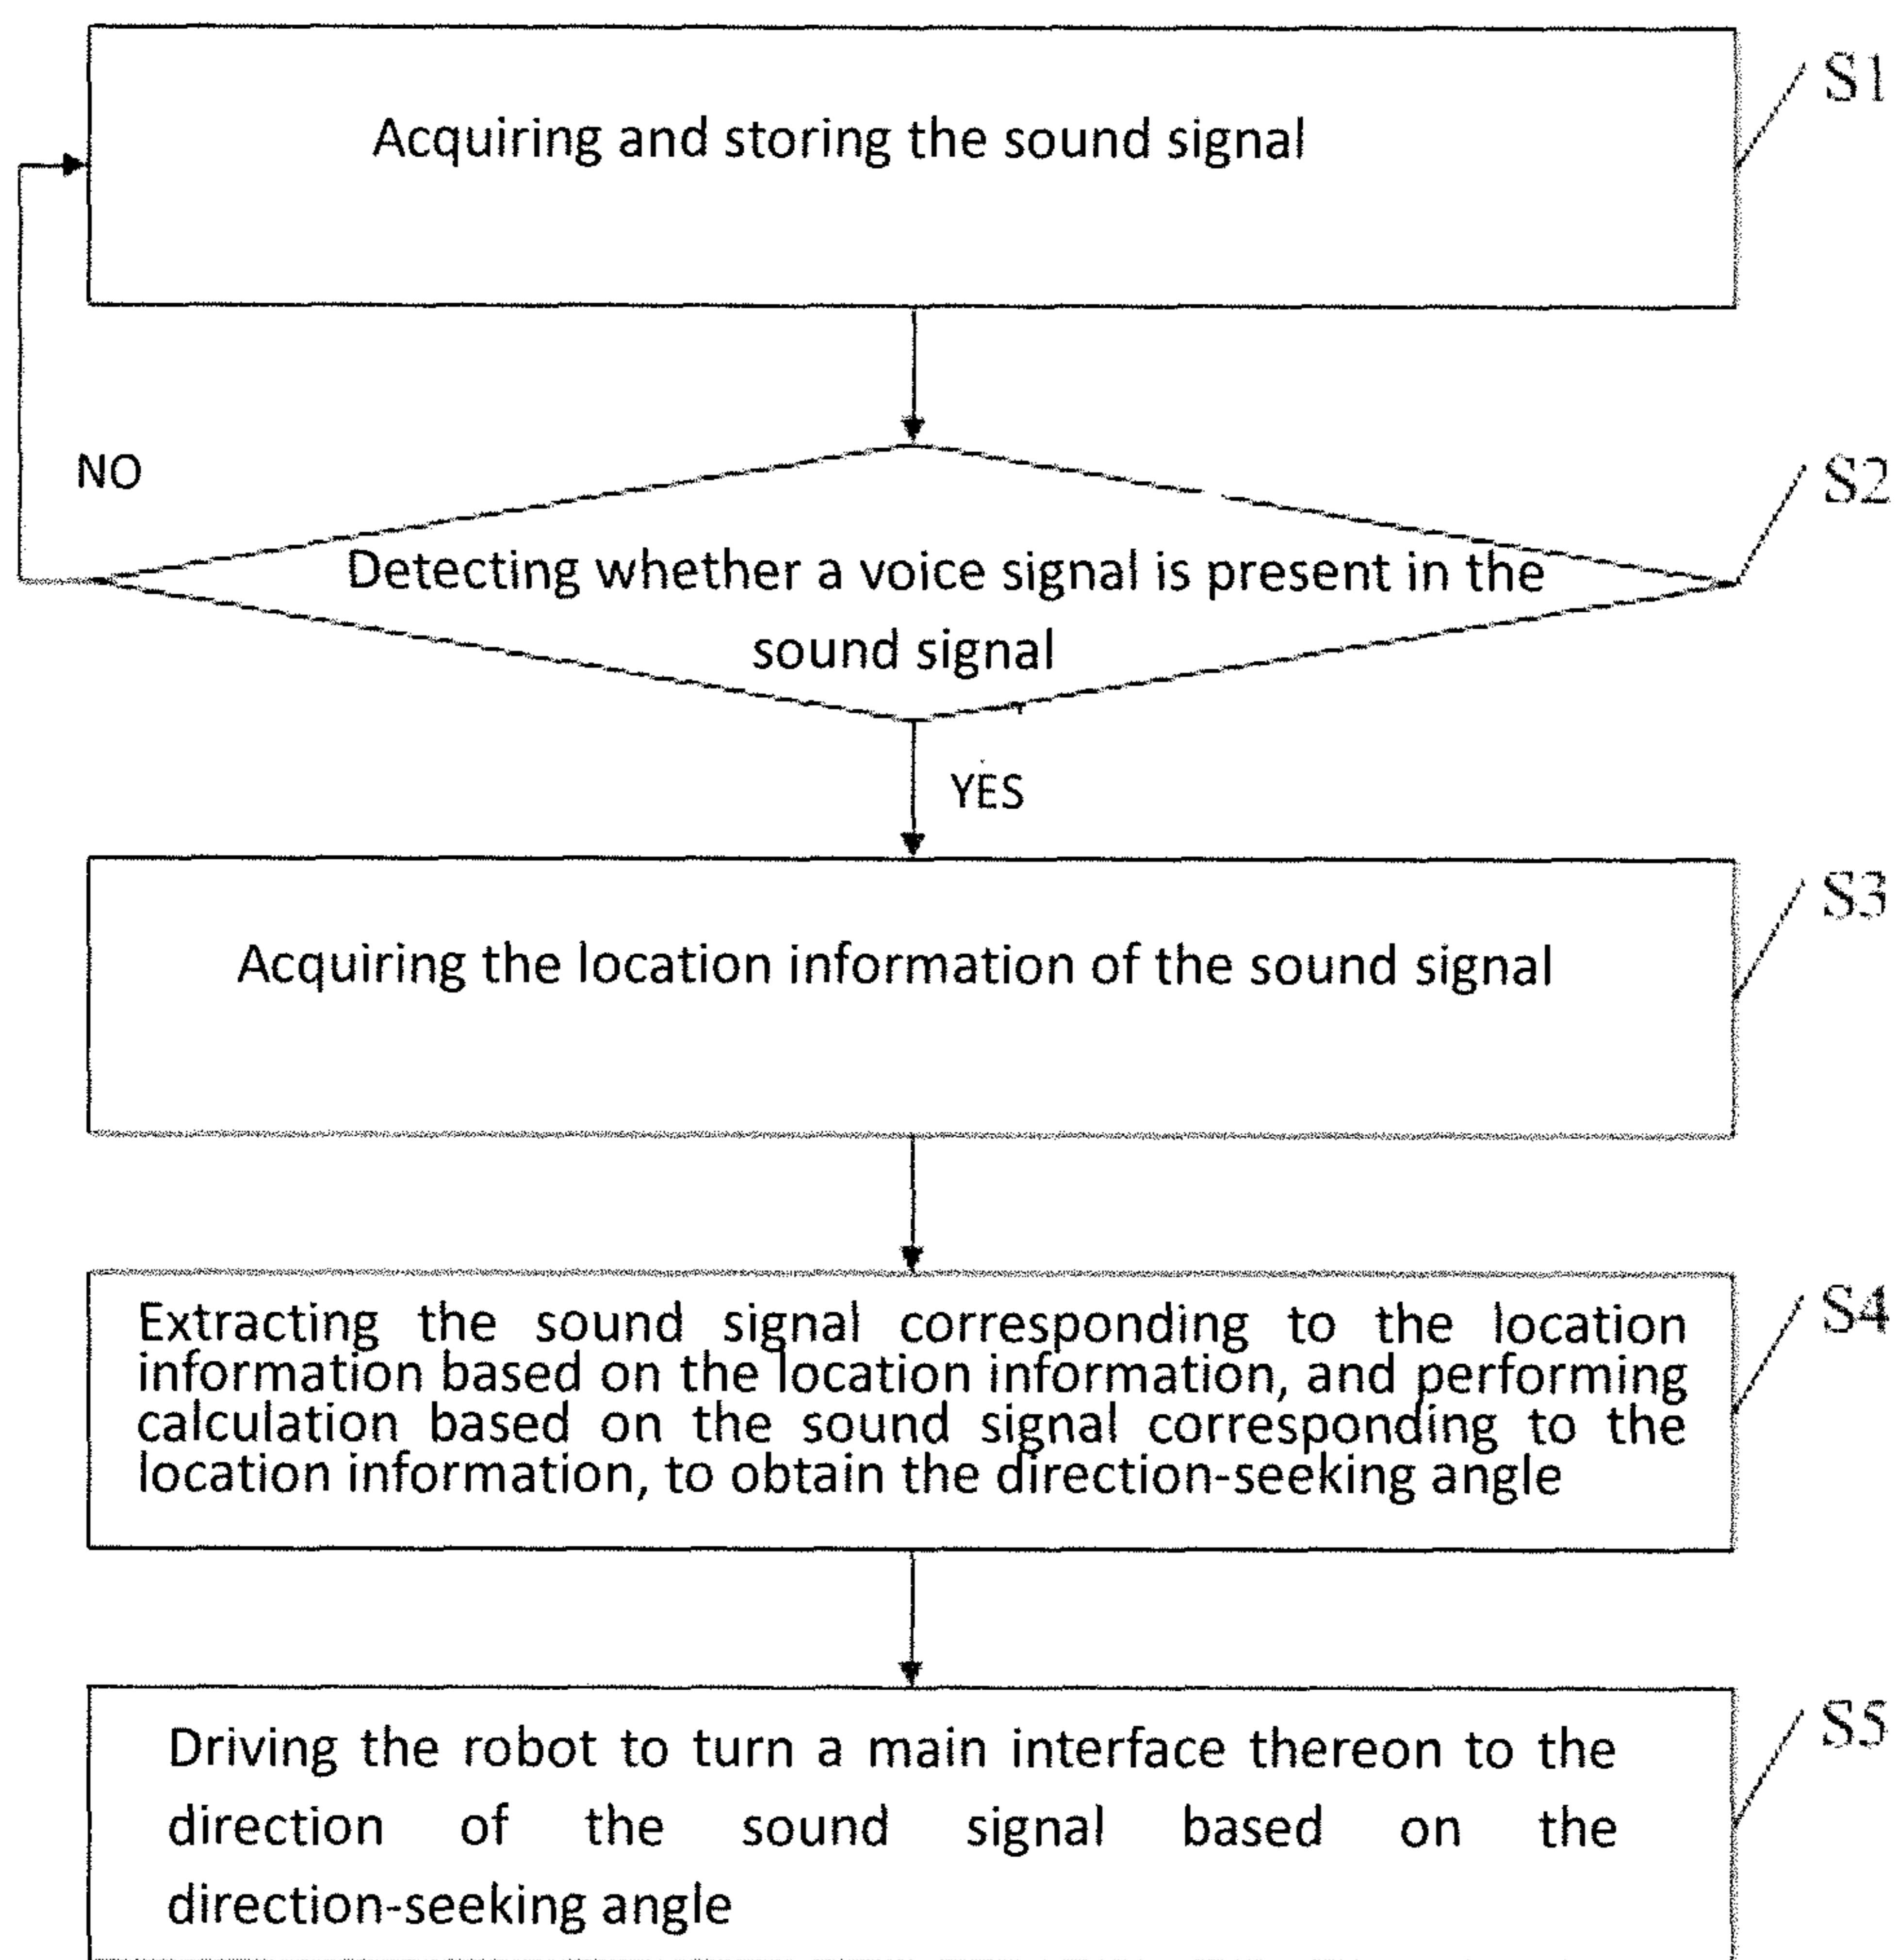 Acquiring and storing the sound signal
S1
NO
S2
Detecting whether a voice signal is present in the
sound signal
YES
S3
Acquiring the location information of the sound signal
S4
Extracting the sound signal corresponding to the location
information based on the location information, and performing
calculation based on the sound signal corresponding to the
location information, to obtain the direction-seeking angle
S5
Driving the robot to turn a main interface thereon to the
direction of the sound signal based on the
direction-seeking angle